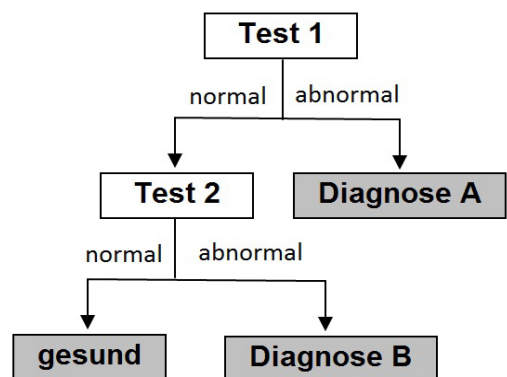 Test 1
normal abnormal
Test 2 Diagnose A
normal abnormal
gesund Diagnose B